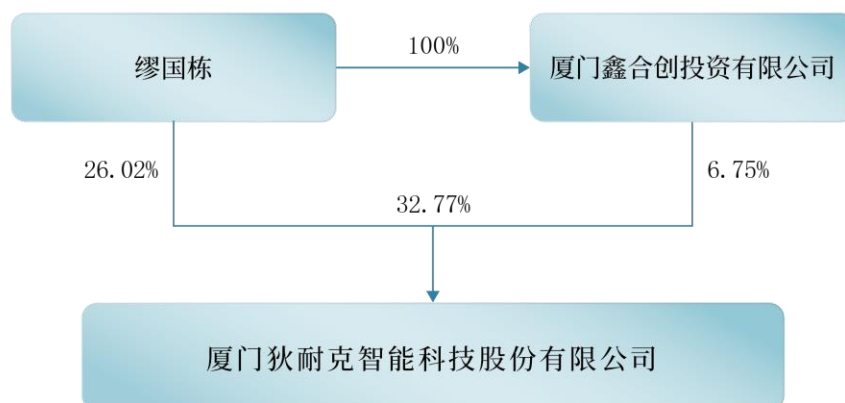 缪国栋
100%
厦门鑫合创投资有限公司
26.02%
6.75%
32.77%
厦门狄耐克智能科技股份有限公司